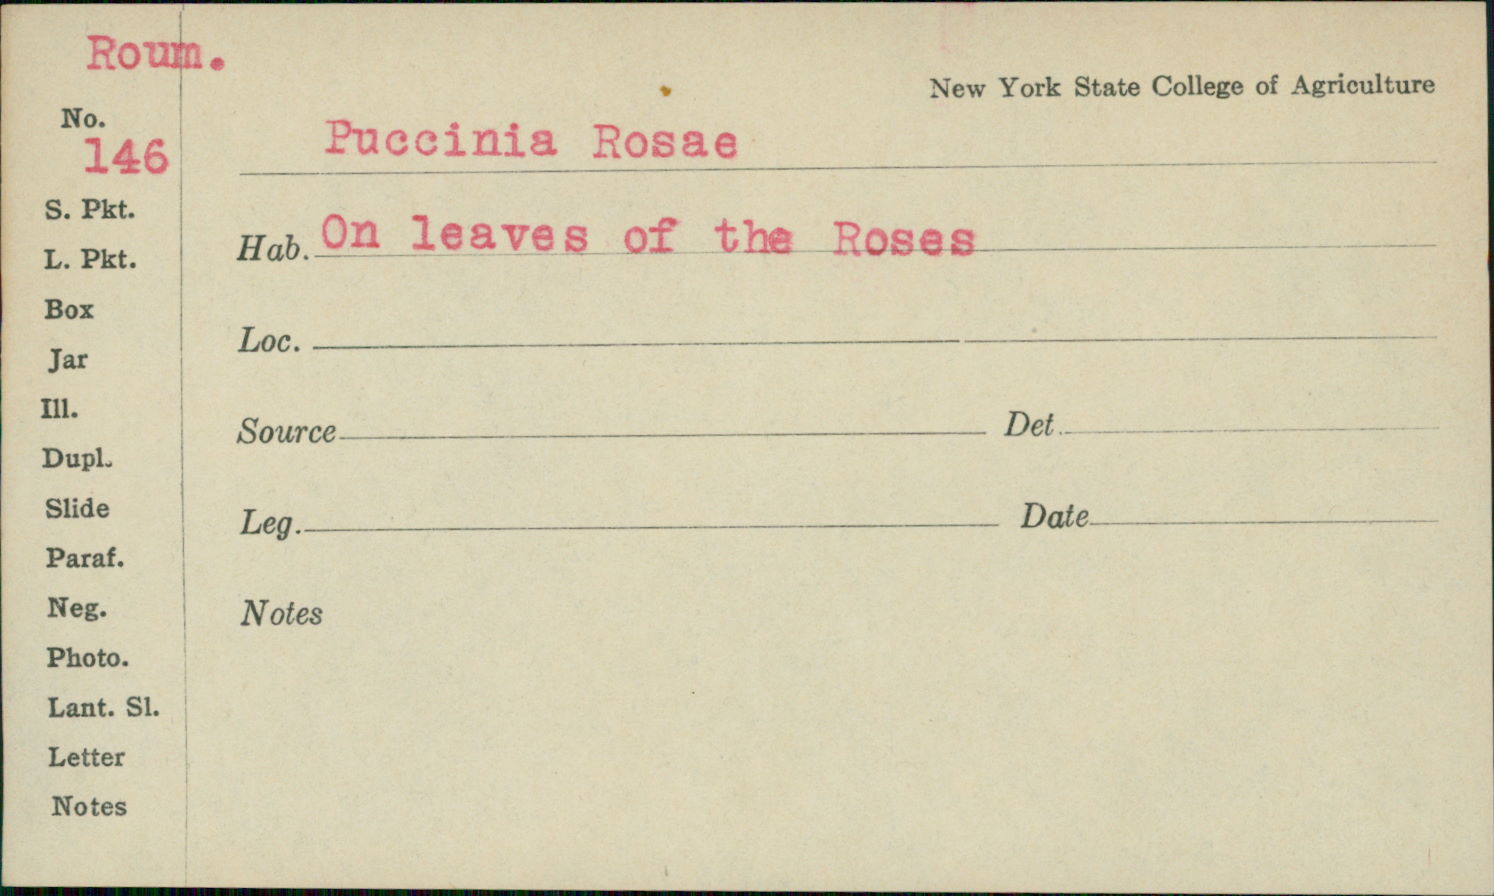 Roum.
New York State College of Agriculture
No.
146
Puccinia Rosae
S. Pkt.
Hab. On leaves of the Roses
L. Pkt.
Box
Loc.
Jar
Ill.
Source Det.
Dupl.
Slide
Leg. Date
Paraf.
Neg.
Notes
Photo.
Lant. Sl.
Letter
Notes